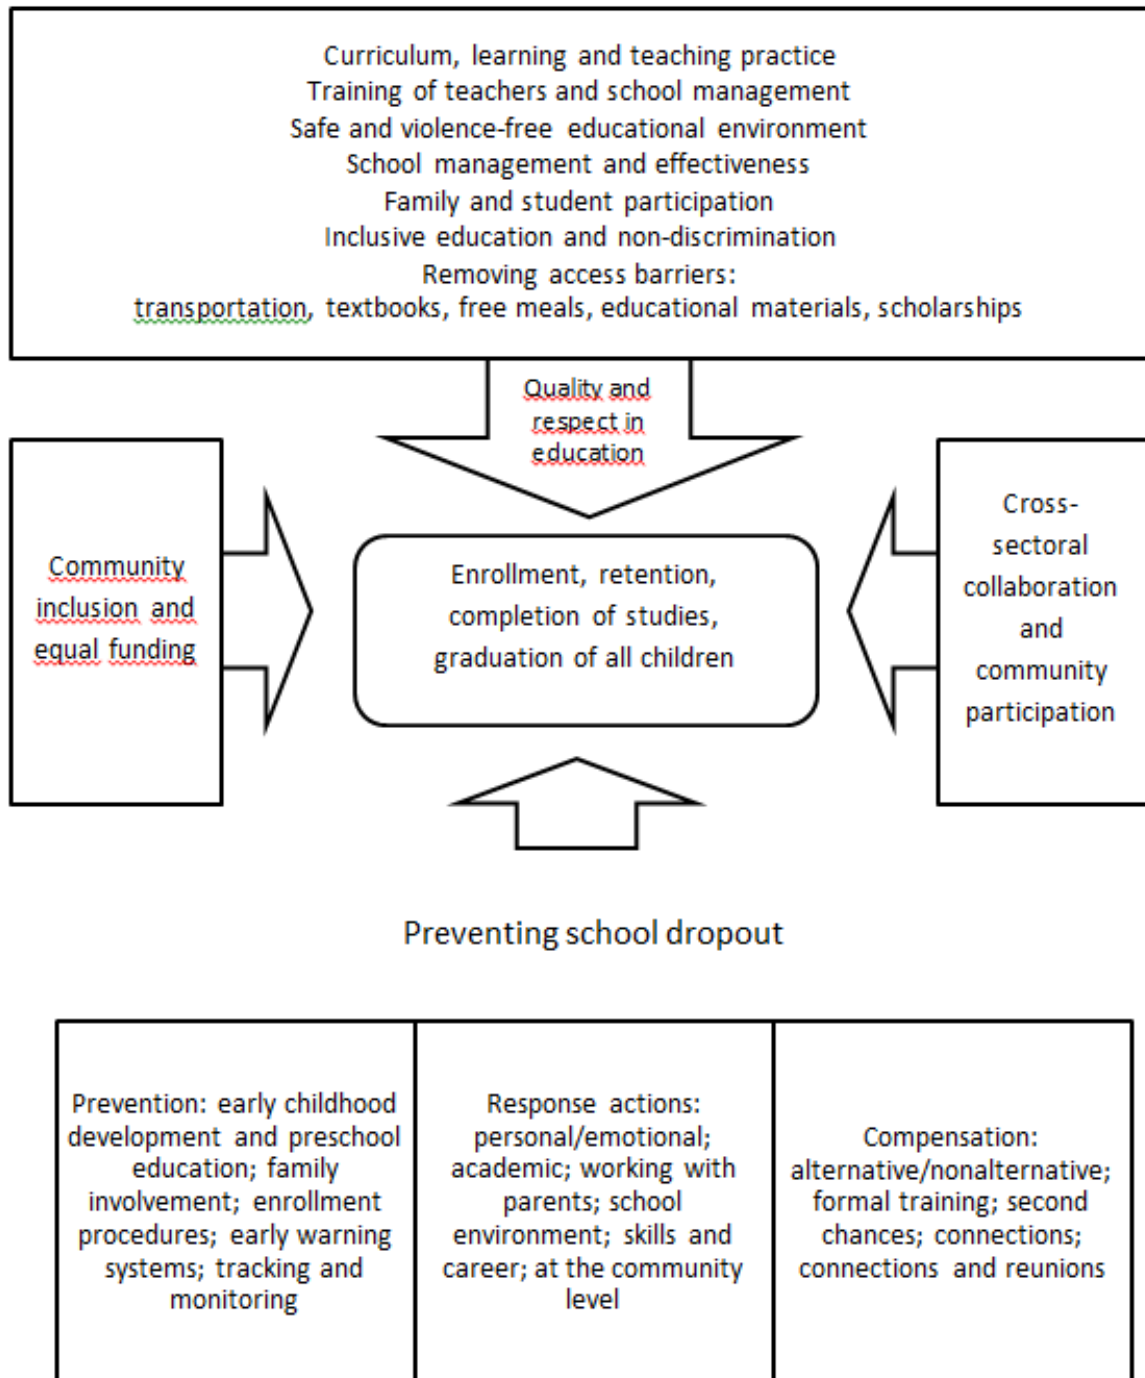 Curriculum, learning and teaching practice
Training of teachers and school management
Safe and violence-free educational environment
School management and effectiveness
Family and student participation
Inclusive education and non-discrimination
Removing access barriers:
transportation, textbooks, free meals, educational materials, scholarships
Quality and
respect in
education
Community
inclusion and
equal funding
Enrollment, retention,
completion of studies,
graduation of all children
Cross-
sectoral
collaboration
and
community
participation
Preventing school dropout
Prevention: early childhood
development and preschool
education; family
involvement; enrollment
procedures; early warning
systems; tracking and
monitoring
Response actions:
personal/emotional;
academic; working with
parents; school
environment; skills and
career; at the community
level
Compensation:
alternative/nonalternative;
formal training; second
chances; connections;
connections and reunions